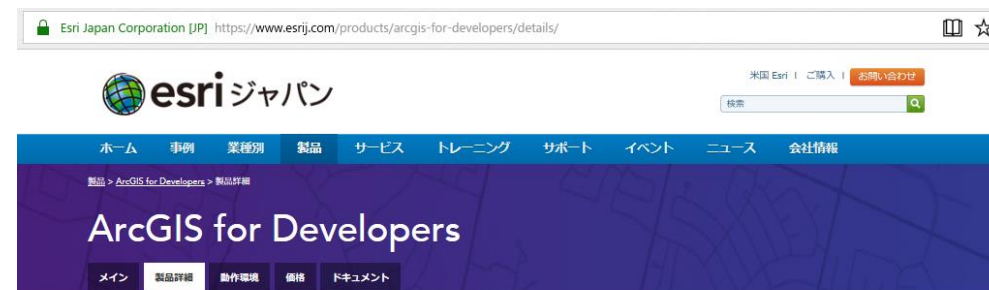 Esri Japan Corporation [JP] https://www.esrij.com/products/arcgis-for-developers/details/
esriジャパン
米国 Esri | ご購入 | お問い合わせ
検索
ホーム 事例 業種別 製品 サービス トレーニング サポート イベント ニュース 会社情報
製品 > ArcGIS for Developers > 製品詳細
ArcGIS for Developers
メイン 製品詳細 動作環境 価格 ドキュメント